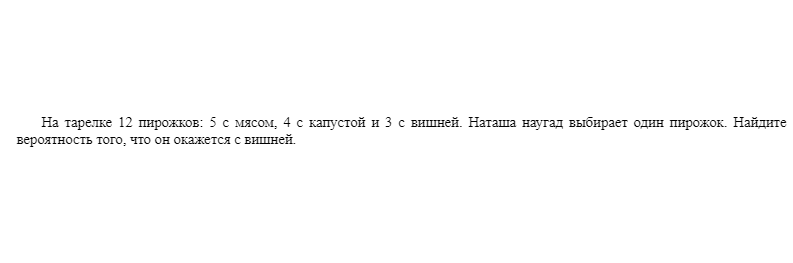 На тарелке 12 пирожков: 5 с мясом, 4 с капустой и 3 с вишней. Наташа наугад выбирает один пирожок. Найдите
вероятность того, что он окажется с вишней.